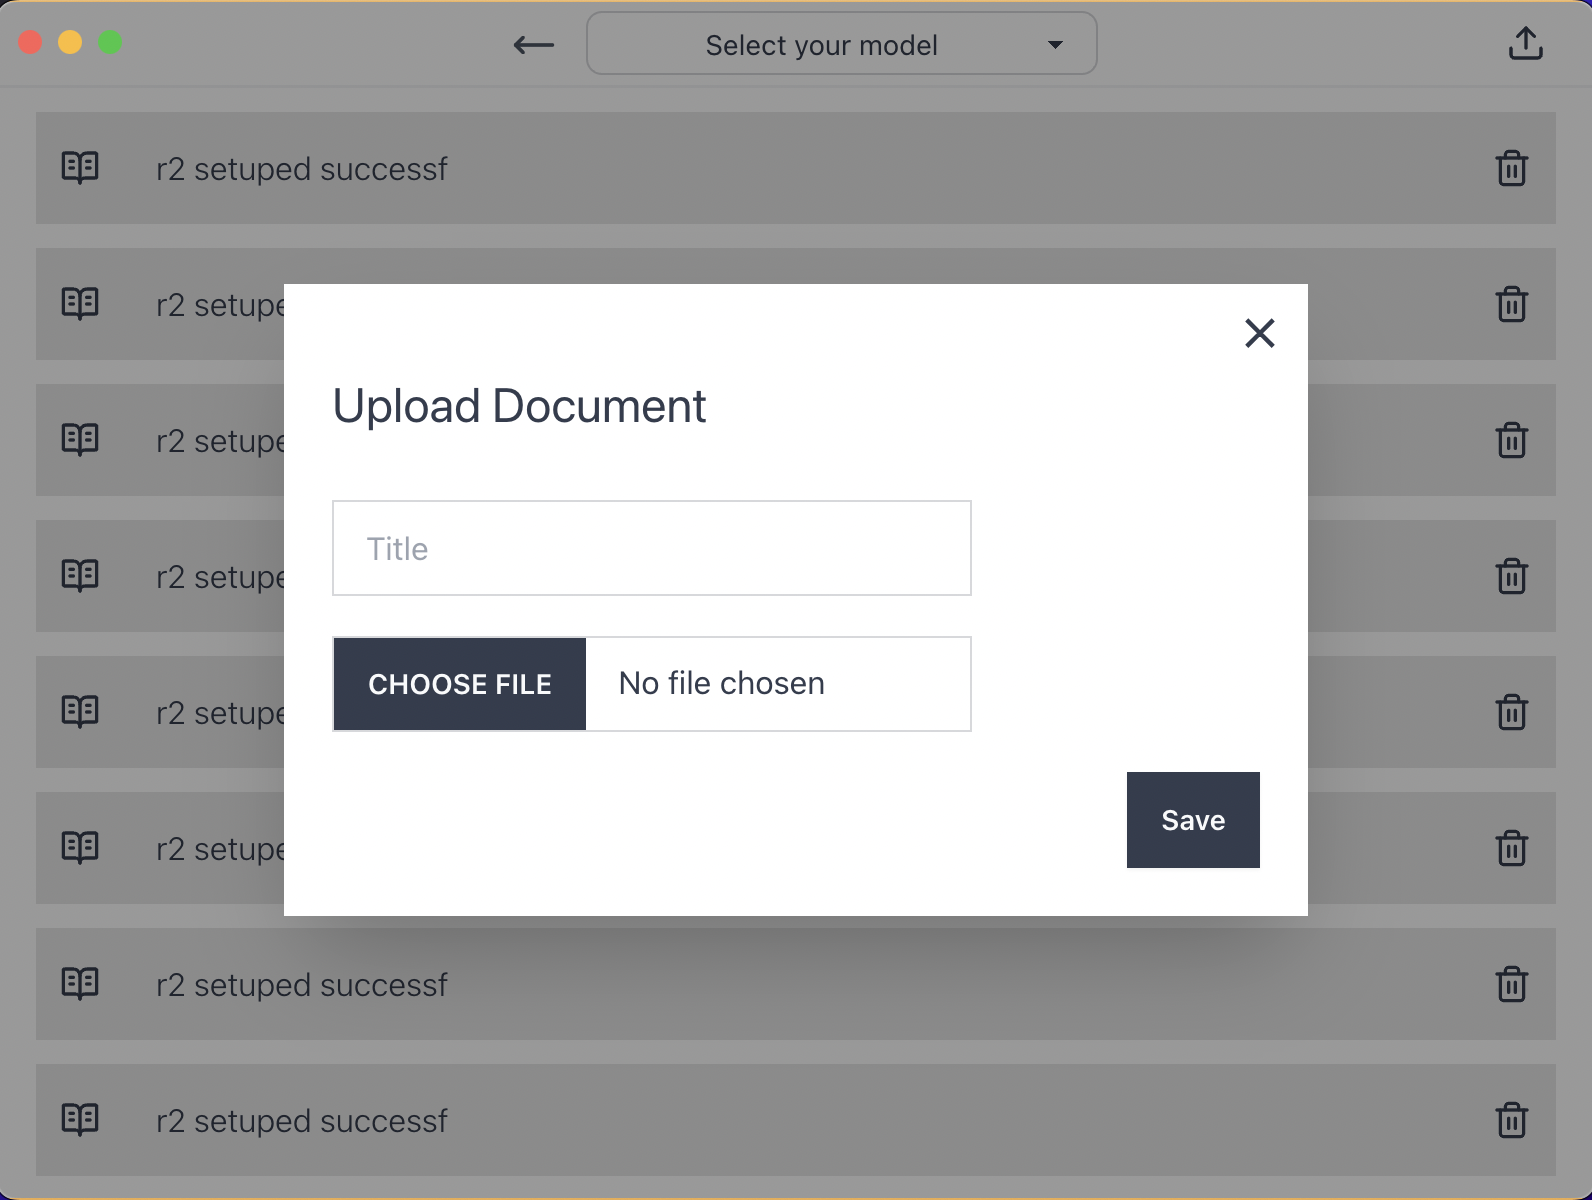 Select your model
r2 setuped successf
r2 setupe
Upload Document
r2 setupe
Title
r2 setupe
CHOOSE FILE No file chosen
r2 setupe
Save
r2 setupe
r2 setuped successf
r2 setuped successf